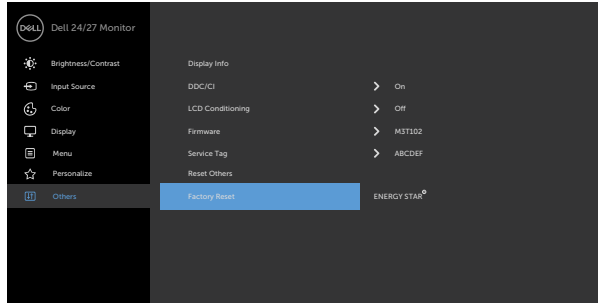 DELL Dell 24/27 Monitor
Brightness/Contrast Display Info
Input Source DDC/CI On
Color LCD Conditioning Off
Display Firmware M3T102
Menu Service Tag ABCDEF
Personalize Reset Others
Others Factory Reset ENERGY STAR®